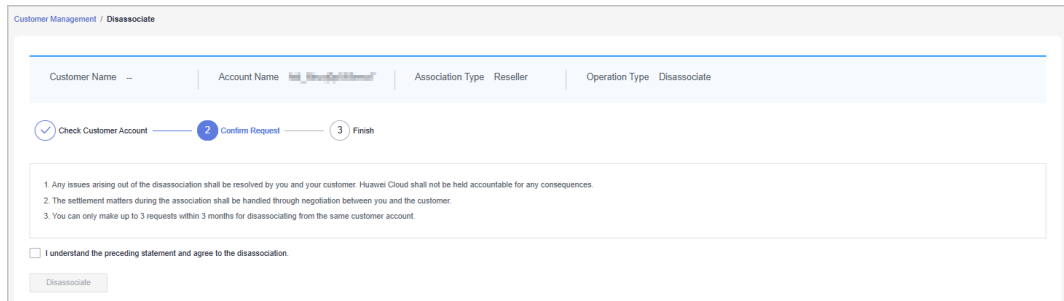 Customer Management / Disassociate
Customer Name -- Account Name Association Type Reseller Operation Type Disassociate
Check Customer Account 2 Confirm Request 3 Finish
1. Any issues arising out of the disassociation shall be resolved by you and your customer. Huawei Cloud shall not be held accountable for any consequences.
2. The settlement matters during the association shall be handled through negotiation between you and the customer.
3. You can only make up to 3 requests within 3 months for disassociating from the same customer account.
I understand the preceding statement and agree to the disassociation.
Disassociate